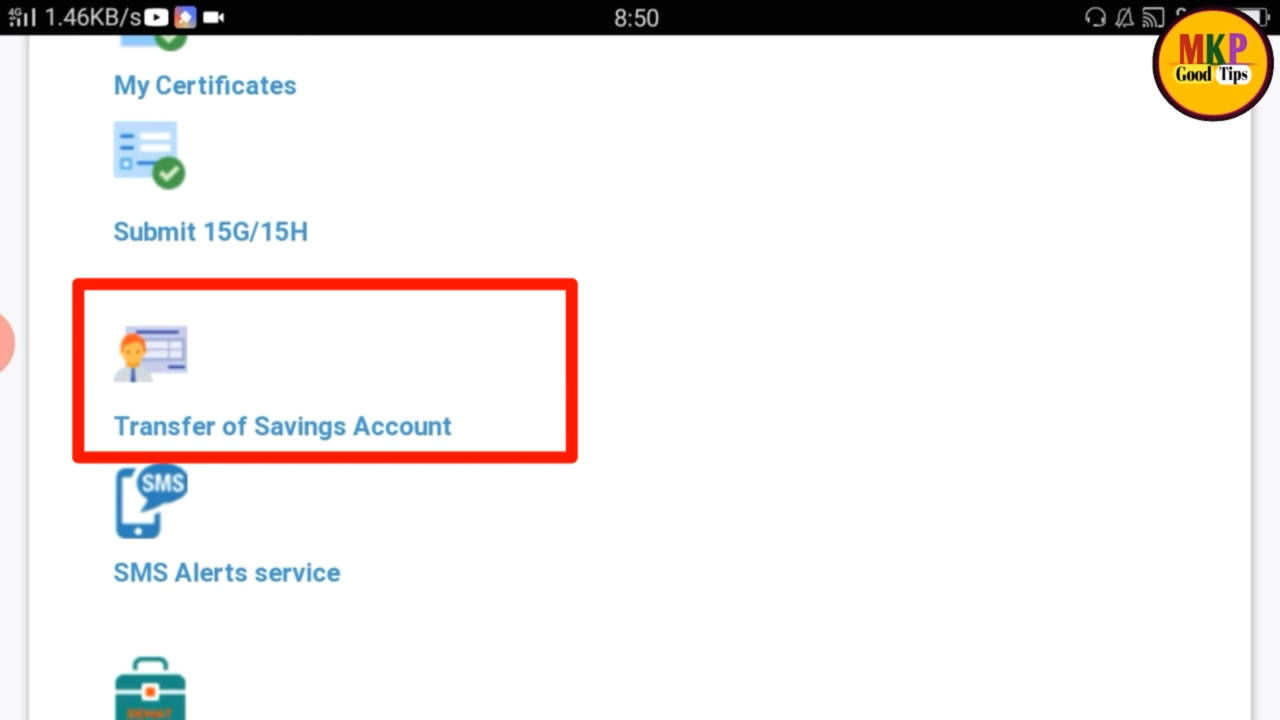 4G 1.46KB/s 8:50
MKP
Good Tips
My Certificates
Submit 15G/15H
Transfer of Savings Account
SMS
SMS Alerts service